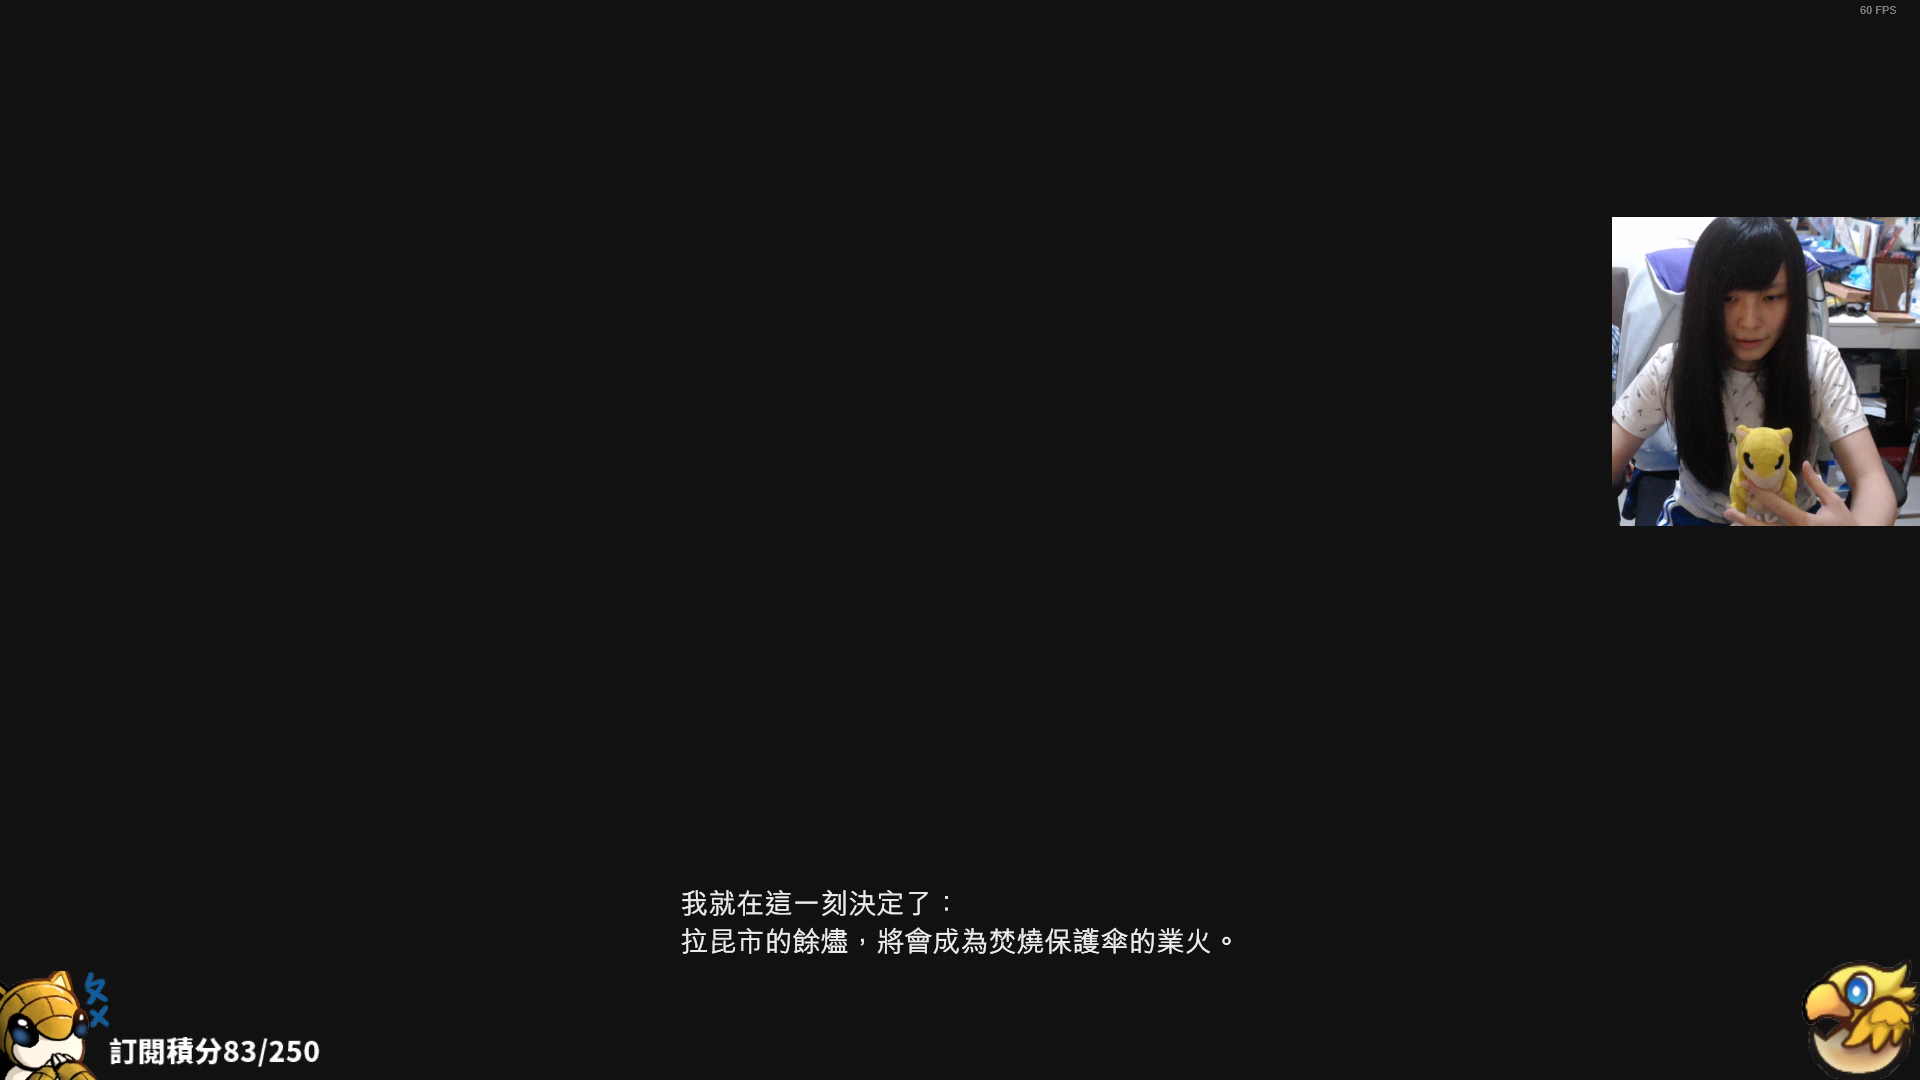 60 FPS
我就在這一刻決定了：
拉昆市的餘燼，將會成為焚燒保護傘的業火。
ㄆㄨ
訂閱積分83/250